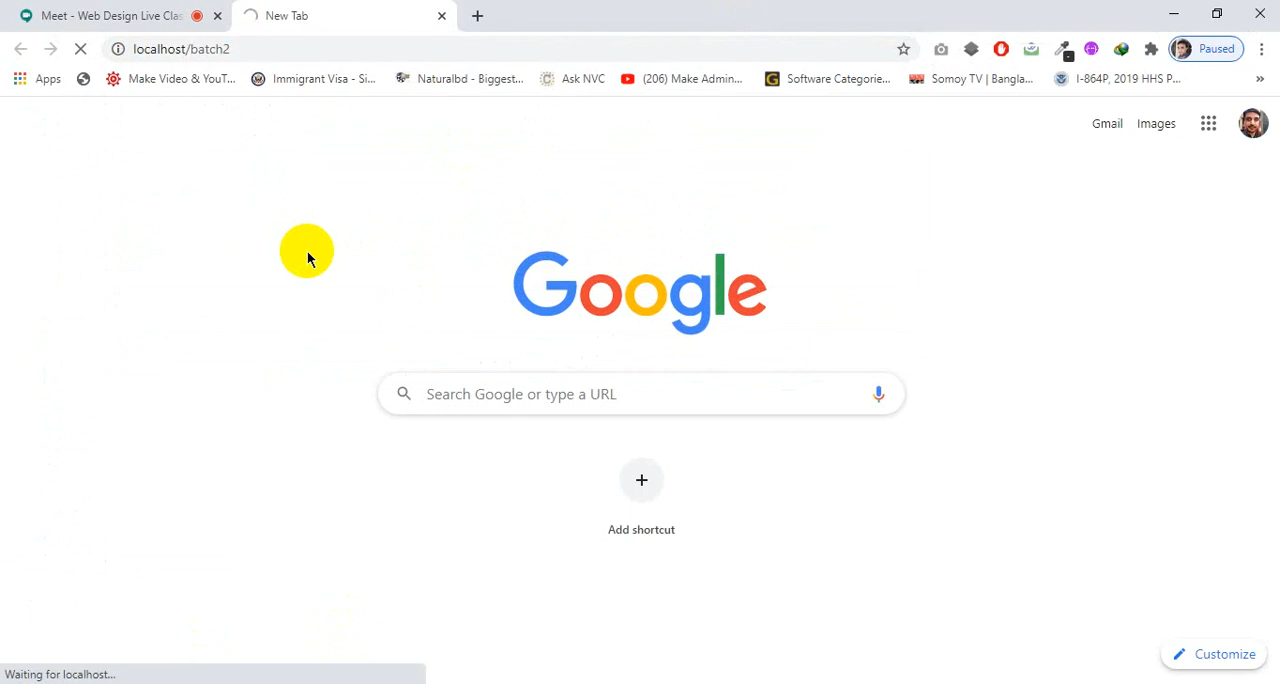 Meet - Web Design Live Clas
New Tab
localhost/batch2
Paused
Apps
Make Video & YouT...
Immigrant Visa - Si...
Naturalbd - Biggest...
Ask NVC
(206) Make Admin...
Software Categorie...
Somoy TV | Bangla...
I-864P, 2019 HHS P...
»
Gmail
Images
Google
Search Google or type a URL
Add shortcut
Customize
Waiting for localhost...